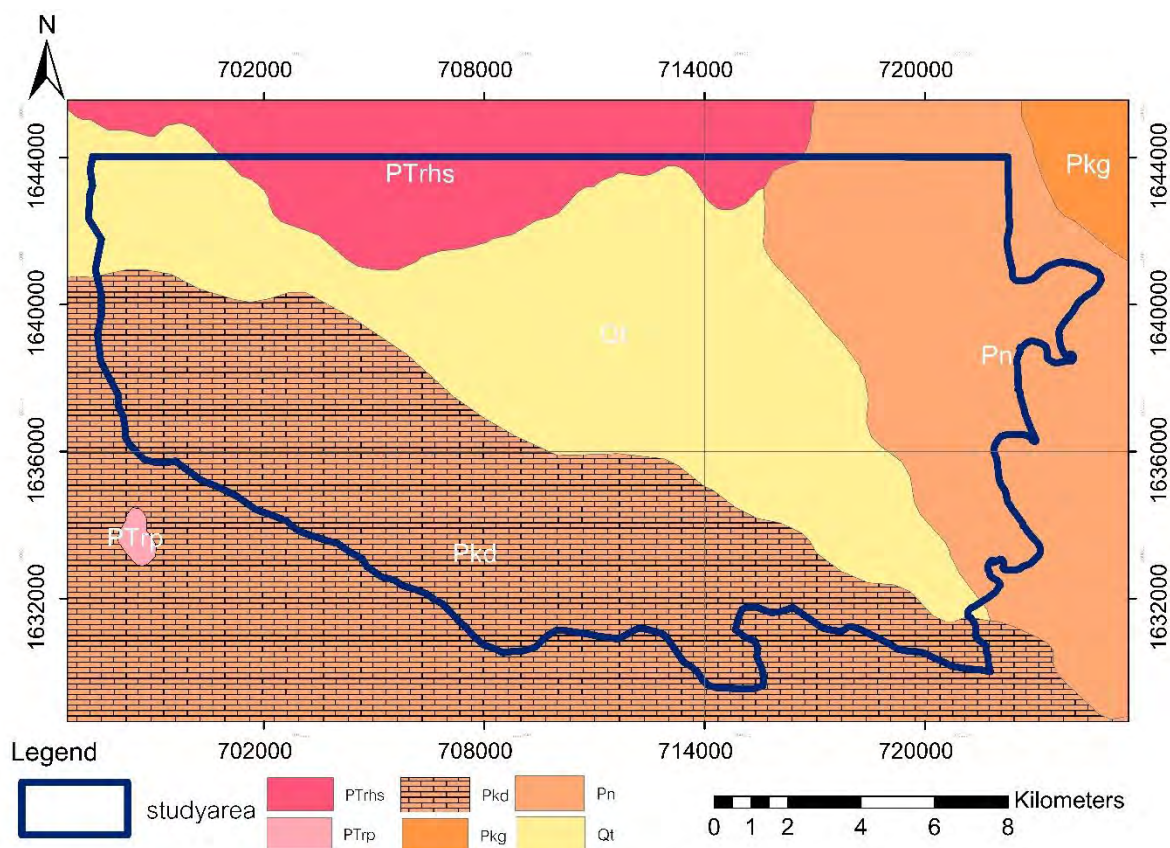 N
702000 708000 714000 720000
1644000 1644000
PTrhs
Pkg
1640000 1640000
Qt
Pn
1636000 1636000
PTrp
Pkd
1632000 1632000
702000 708000 714000 720000
Legend
studyarea
PTrhs Pkd Pn
PTrp Pkg Qt
Kilometers
0 1 2 4 6 8